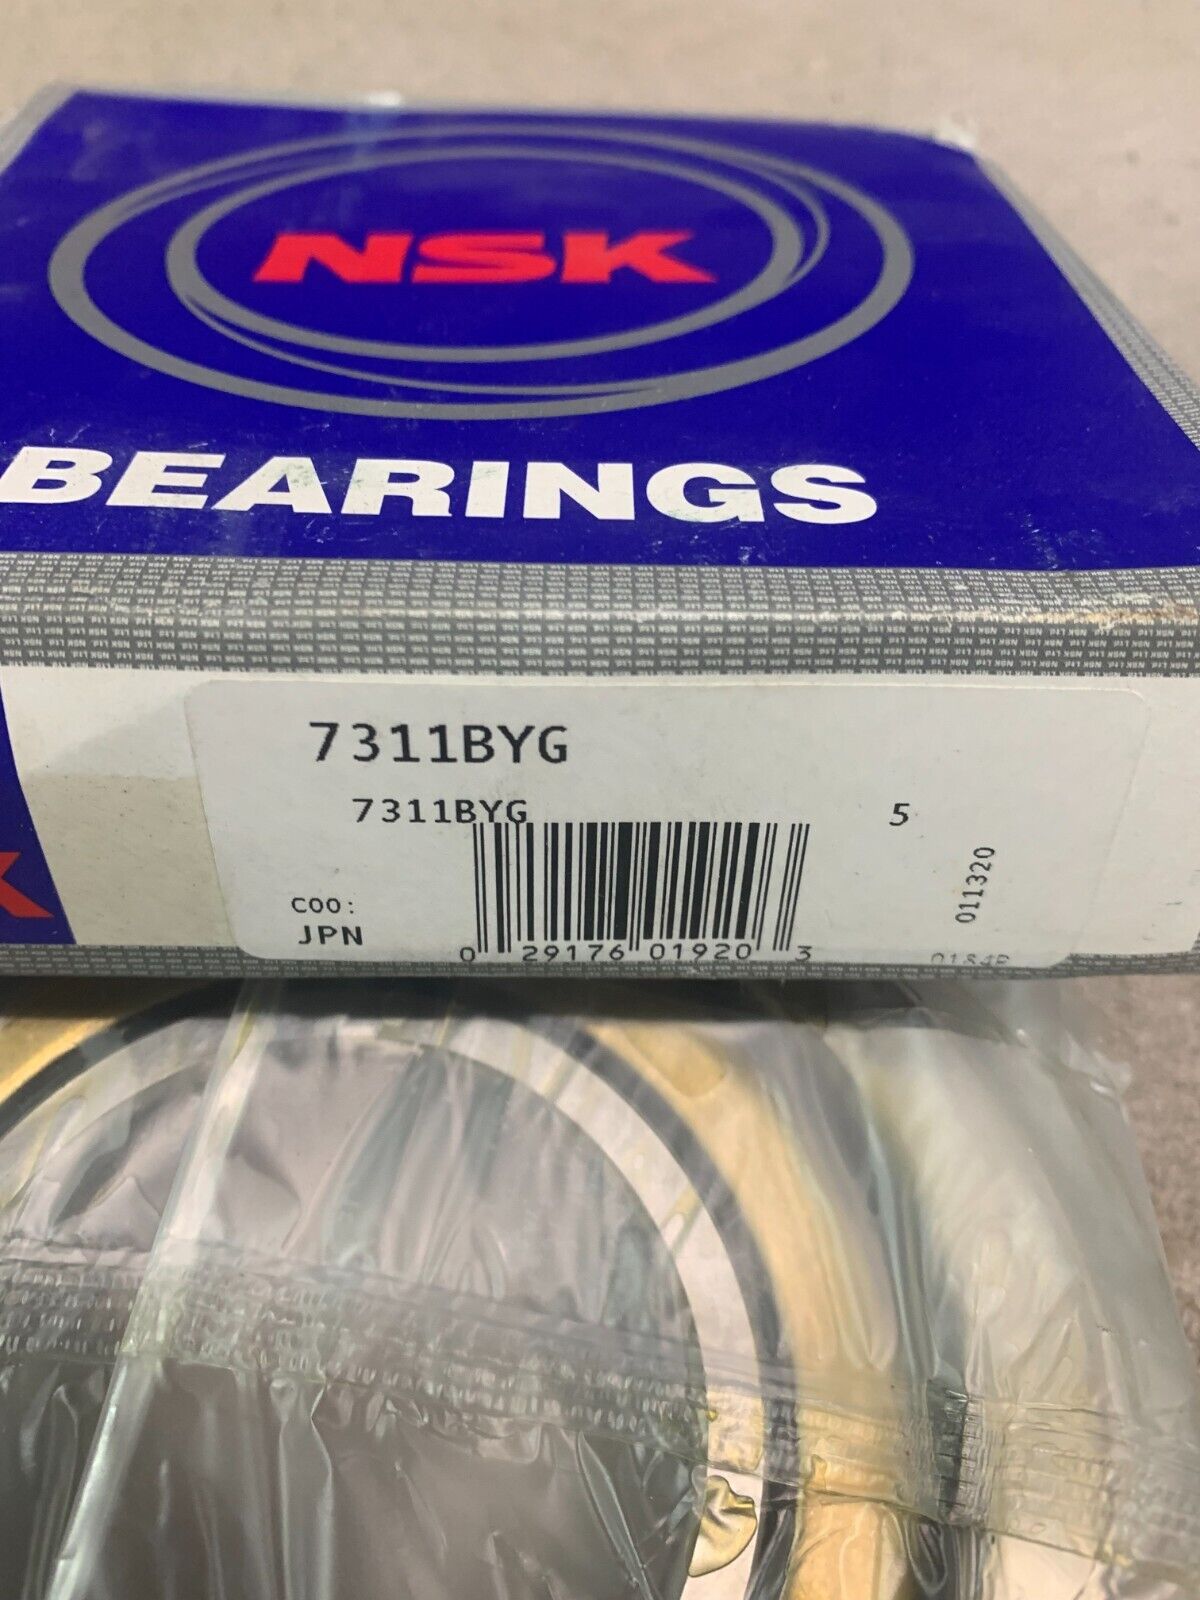 NSK
BEARINGS
7311BYG
7311BYG
5
COO:
JPN
0 29176 01920 3
011320
K